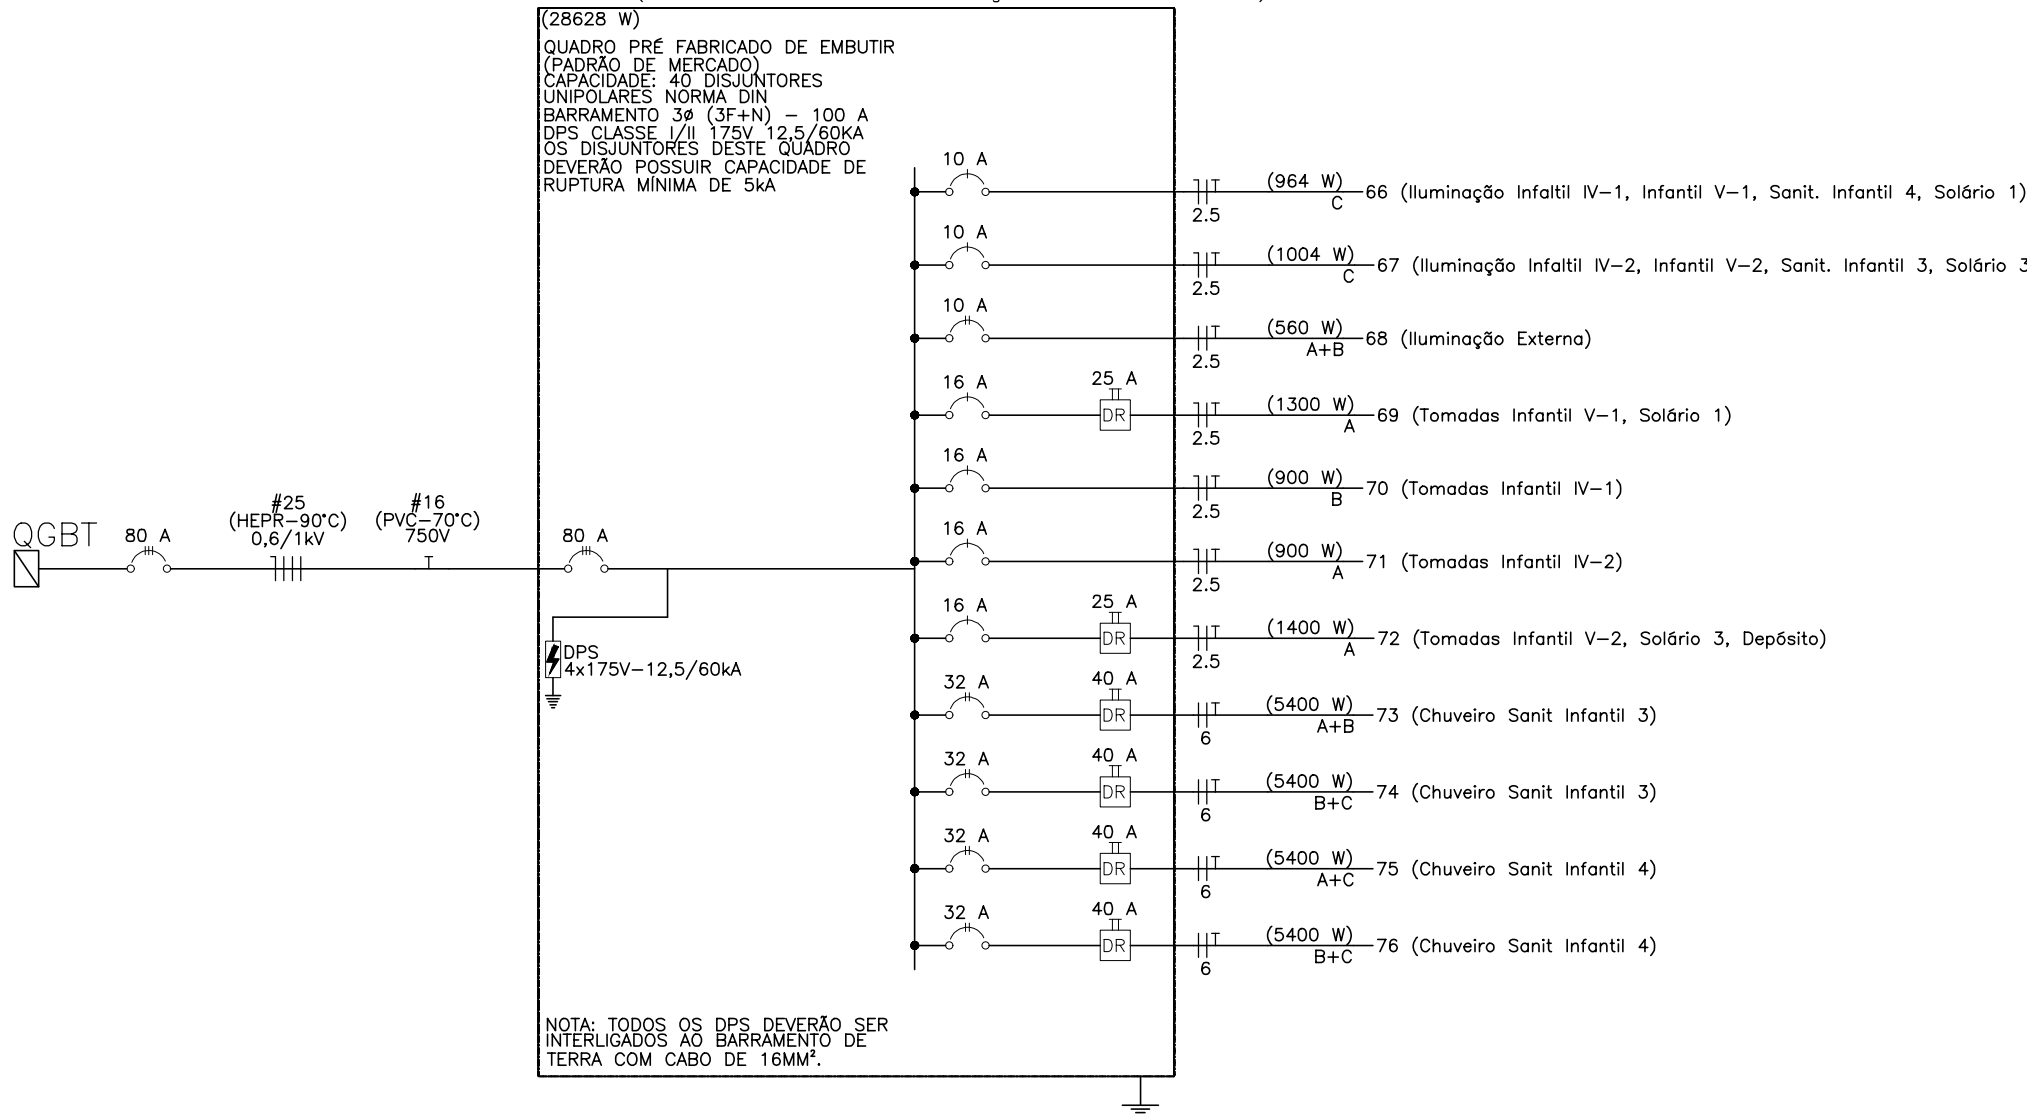 (28628 W)
QUADRO PRÉ FABRICADO DE EMBUTIR
(PADRÃO DE MERCADO)
CAPACIDADE: 40 DISJUNTORES
UNIPOLARES NORMA DIN
BARRAMENTO 3ø (3F+N) – 100 A
DPS CLASSE I/II 175V 12,5/60KA
OS DISJUNTORES DESTE QUADRO
DEVERÃO POSSUIR CAPACIDADE DE
RUPTURA MÍNIMA DE 5kA
QGBT
80 A
#25
(HEPR–90°C)
0,6/1kV
#16
(PVC–70°C)
750V
T
80 A
DPS
4x175V–12,5/60kA
10 A
T
2.5
(964 W)
C
66 (Iluminação Infaltil IV–1, Infantil V–1, Sanit. Infantil 4, Solário 1)
10 A
T
2.5
(1004 W)
C
67 (Iluminação Infaltil IV–2, Infantil V–2, Sanit. Infantil 3, Solário 3
10 A
T
2.5
(560 W)
A+B
68 (Iluminação Externa)
16 A
25 A
DR
T
2.5
(1300 W)
A
69 (Tomadas Infantil V–1, Solário 1)
16 A
T
2.5
(900 W)
B
70 (Tomadas Infantil IV–1)
16 A
T
2.5
(900 W)
A
71 (Tomadas Infantil IV–2)
16 A
25 A
DR
T
2.5
(1400 W)
A
72 (Tomadas Infantil V–2, Solário 3, Depósito)
32 A
40 A
DR
T
6
(5400 W)
A+B
73 (Chuveiro Sanit Infantil 3)
32 A
40 A
DR
T
6
(5400 W)
B+C
74 (Chuveiro Sanit Infantil 3)
32 A
40 A
DR
T
6
(5400 W)
A+C
75 (Chuveiro Sanit Infantil 4)
32 A
40 A
DR
T
6
(5400 W)
B+C
76 (Chuveiro Sanit Infantil 4)
NOTA: TODOS OS DPS DEVERÃO SER
INTERLIGADOS AO BARRAMENTO DE
TERRA COM CABO DE 16MM².